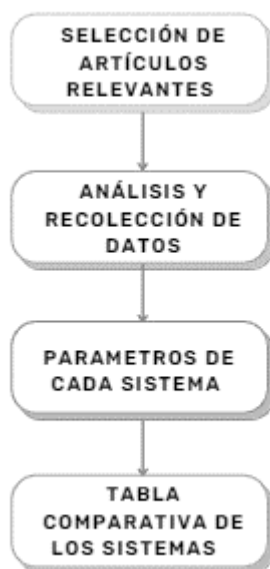 SELECCIÓN DE
ARTÍCULOS
RELEVANTES
ANÁLISIS Y
RECOLECCIÓN DE
DATOS
PARAMETROS DE
CADA SISTEMA
TABLA
COMPARATIVA DE
LOS SISTEMAS